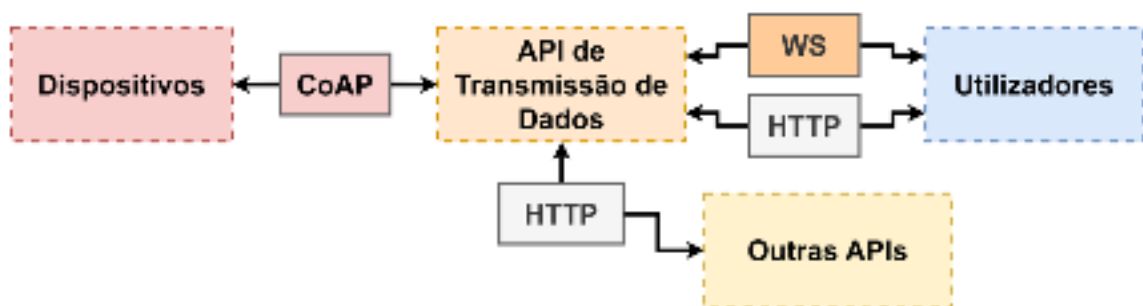 Dispositivos
CoAP
API de
Transmissão de
Dados
WS
HTTP
Utilizadores
HTTP
Outras APIs